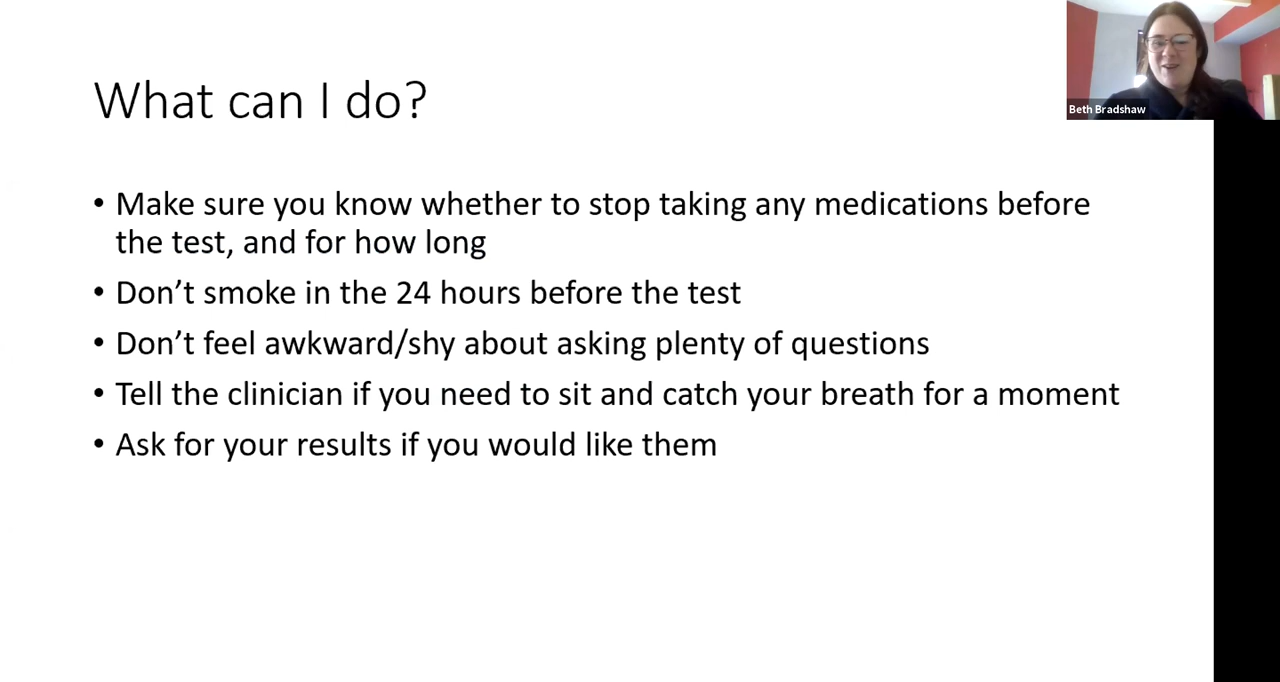 What can I do?
Beth Bradshaw
• Make sure you know whether to stop taking any medications before
the test, and for how long
• Don’t smoke in the 24 hours before the test
• Don’t feel awkward/shy about asking plenty of questions
• Tell the clinician if you need to sit and catch your breath for a moment
• Ask for your results if you would like them